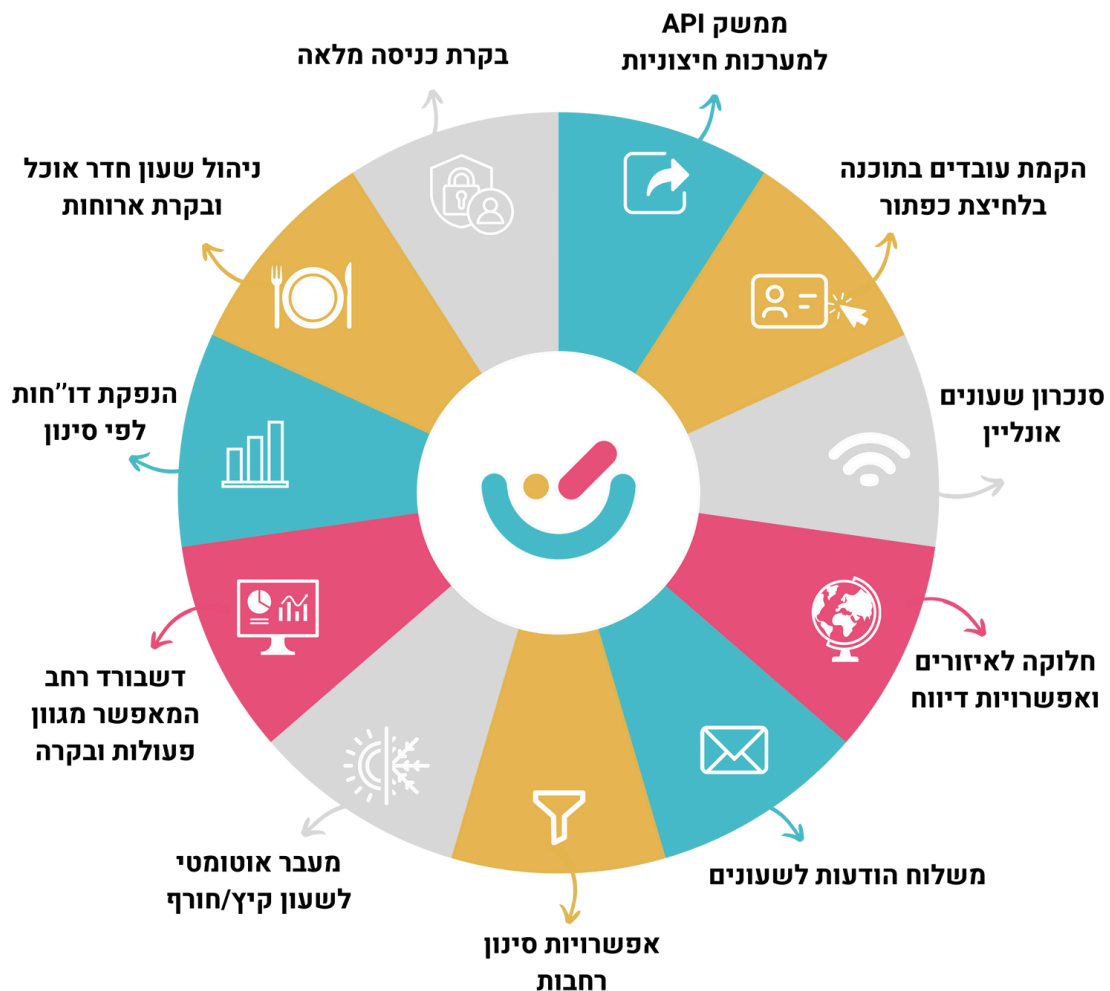 ממשק API
למערכות חיצוניות
הקמת עובדים בתוכנה
בלחיצת כפתור
סנכרון שעונים
אונליין
חלוקה לאיזורים
ואפשרויות דיווח
משלוח הודעות לשעונים
אפשרויות סינון
רחבות
מעבר אוטומטי
לשעון קיץ/חורף
דשבורד רחב
המאפשר מגוון
פעולות ובקרה
הנפקת דו"חות
לפי סינון
ניהול שעון חדר אוכל
ובקרת ארוחות
בקרת כניסה מלאה